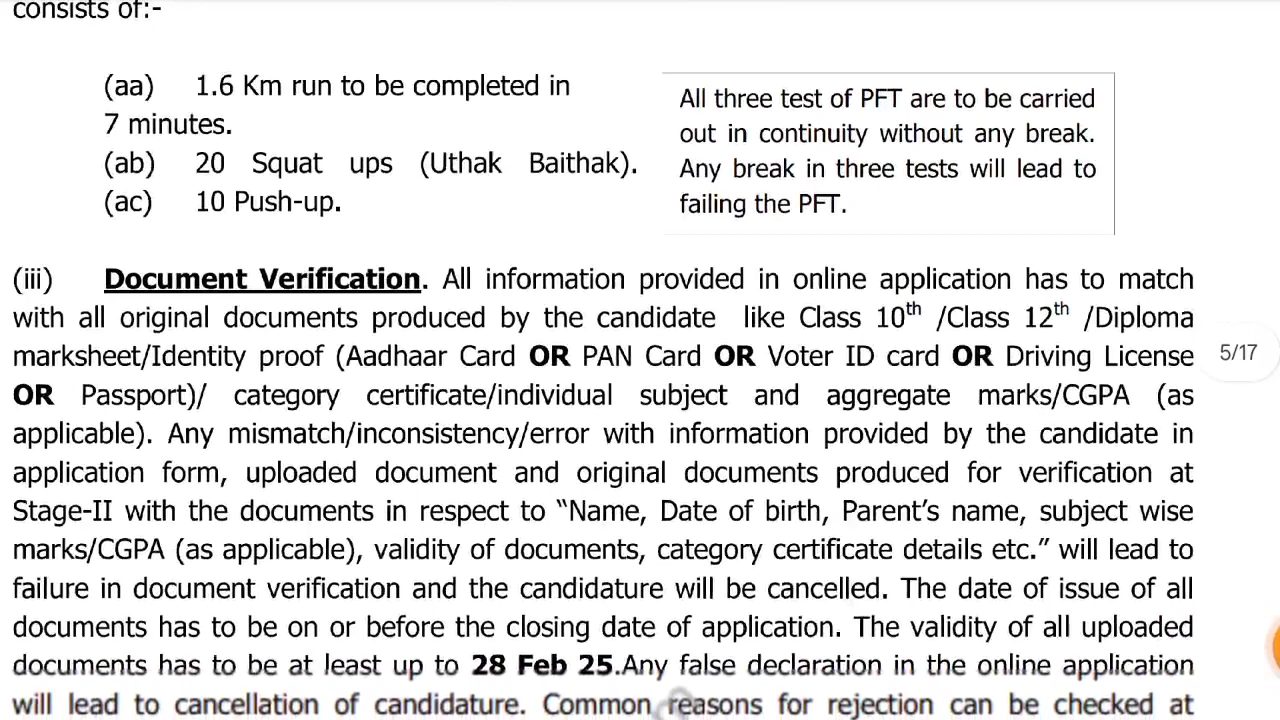 consists of:-
(aa) 1.6 Km run to be completed in
7 minutes.
(ab) 20 Squat ups (Uthak Baithak).
(ac) 10 Push-up.
All three test of PFT are to be carried
out in continuity without any break.
Any break in three tests will lead to
failing the PFT.
(iii) Document Verification. All information provided in online application has to match
with all original documents produced by the candidate like Class 10th /Class 12th /Diploma
marksheet/Identity proof (Aadhaar Card OR PAN Card OR Voter ID card OR Driving License
OR Passport)/ category certificate/individual subject and aggregate marks/CGPA (as
applicable). Any mismatch/inconsistency/error with information provided by the candidate in
application form, uploaded document and original documents produced for verification at
Stage-II with the documents in respect to “Name, Date of birth, Parent’s name, subject wise
marks/CGPA (as applicable), validity of documents, category certificate details etc.” will lead to
failure in document verification and the candidature will be cancelled. The date of issue of all
documents has to be on or before the closing date of application. The validity of all uploaded
documents has to be at least up to 28 Feb 25.Any false declaration in the online application
will lead to cancellation of candidature. Common reasons for rejection can be checked at
5/17